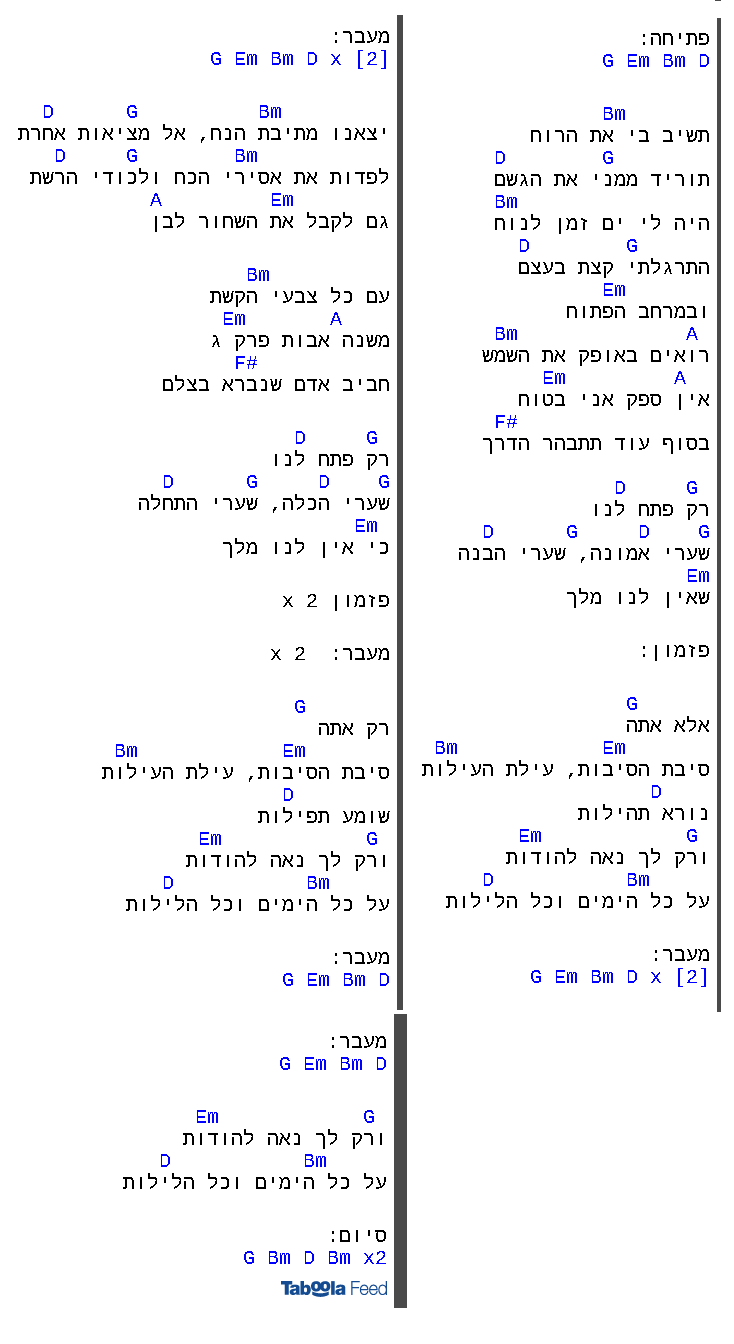 פתיחה:
G Em Bm D
Bm
תשיב בי את הרוח
D G
תוריד ממני את הגשם
Bm
היה לי ים זמן לנוח
D G
התרגלתי קצת בעצם
Em
ובמרחב הפתוח
Bm A
רואים באופק את השמש
Em A
אין ספק אני בטוח
F#
בסוף עוד תתבהר הדרך
D G
רק פתח לנו
D G D G
שערי אמונה, שערי הבנה
Em
שאין לנו מלך
פזמון:
G
אלא אתה
Bm Em
סיבת הסיבות, עילת העילות
D
נורא תהילות
Em G
ורק לך נאה להודות
D Bm
על כל הימים וכל הלילות
מעבר:
G Em Bm D x [2]
מעבר:
G Em Bm D x [2]
D G Bm
יצאנו מתיבת הנח, אל מציאות אחרת
D G Bm
לפדות את אסירי הכח ולכודי הרשת
A Em
גם לקבל את השחור לבן
Bm
עם כל צבעי הקשת
Em A
משנה אבות פרק ג
F#
חביב אדם שנברא בצלם
D G
רק פתח לנו
D G D G
שערי הכלה, שערי התחלה
Em
כי אין לנו מלך
פזמון 2 x
מעבר: 2 x
G
רק אתה
Bm Em
סיבת הסיבות, עילת העילות
D
שומע תפילות
Em G
ורק לך נאה להודות
D Bm
על כל הימים וכל הלילות
מעבר:
G Em Bm D
מעבר:
G Em Bm D
Em G
ורק לך נאה להודות
D Bm
על כל הימים וכל הלילות
סיום:
G Bm D Bm x2
Taboola Feed